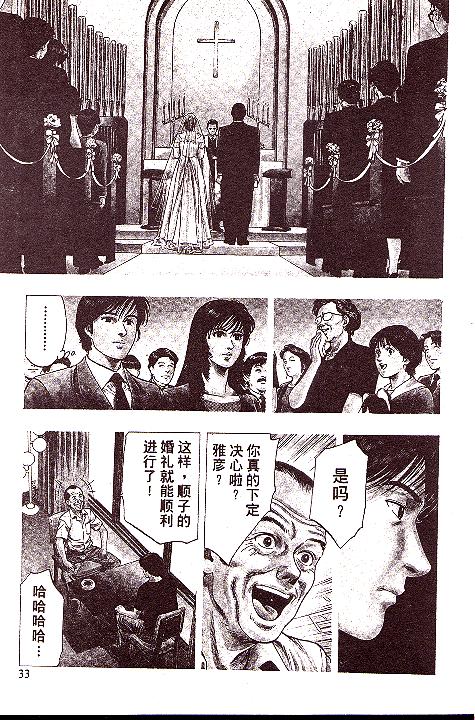 …………
是吗？
你真的下定
决心啦？
雅彦？
这样，顺子的
婚礼就能顺利
进行了！
哈哈哈哈…
33